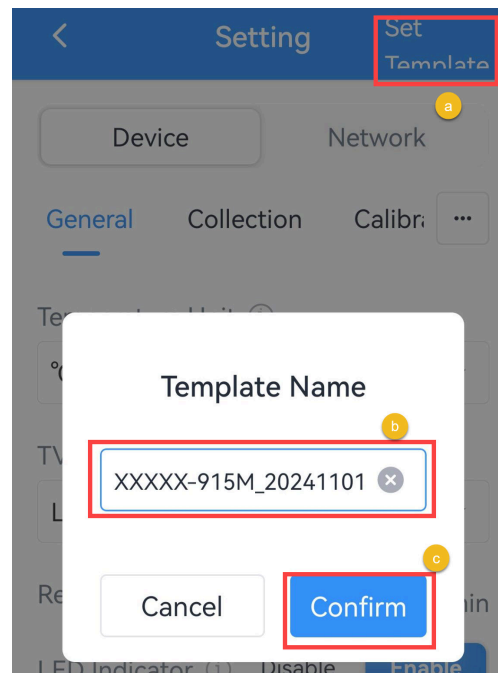 Setting
Set
Template
a
Device
Network
General
Collection
Calibr
Template Name
b
XXXXX-915M_20241101
c
Cancel
Confirm
LED Indicator
Disable
Enable